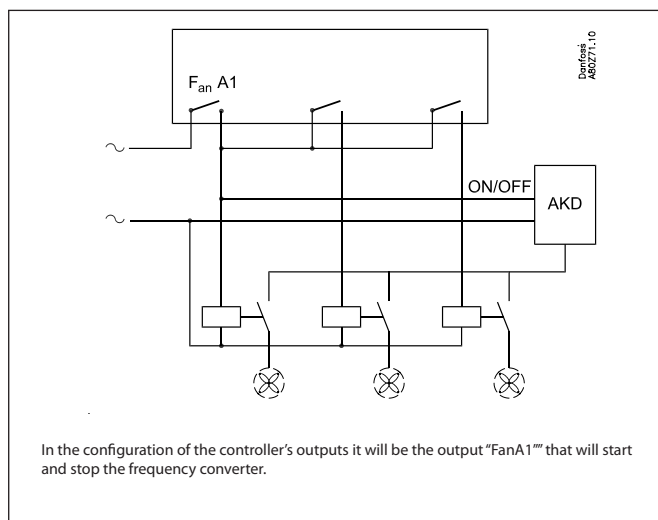 Danfoss
A80Z71.10
Fan A1
ON/OFF
AKD
In the configuration of the controller's outputs it will be the output "FanA1"" that will start
and stop the frequency converter.